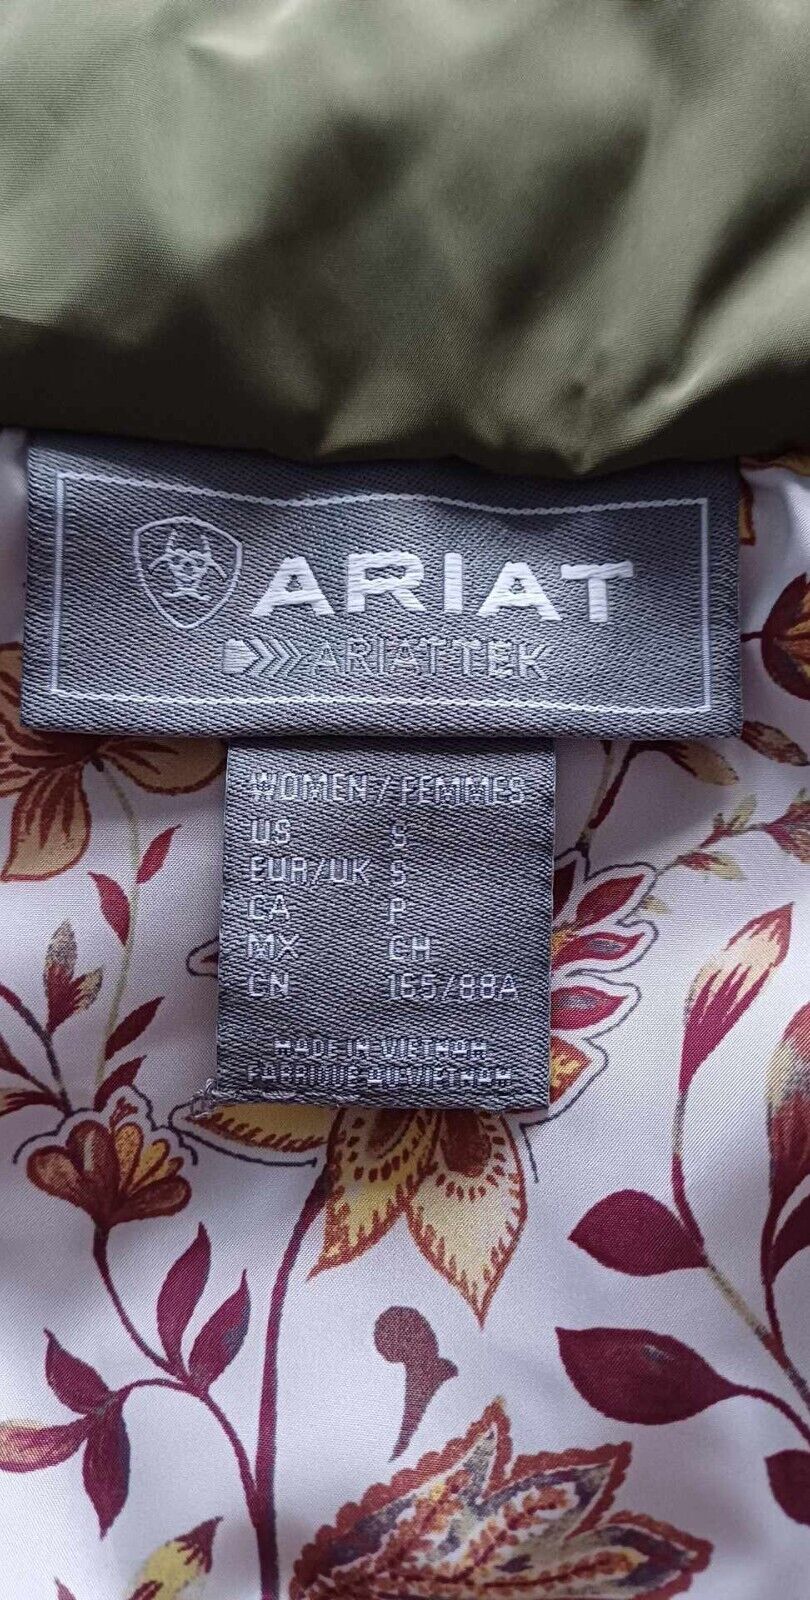 ARIAT
ARIATTEK
WOMEN / FEMMES
US S
EUR/UK S
CA P
MX CH
CN 165/88A
MADE IN VIETNAM
FABRIQUE AU VIETNAM